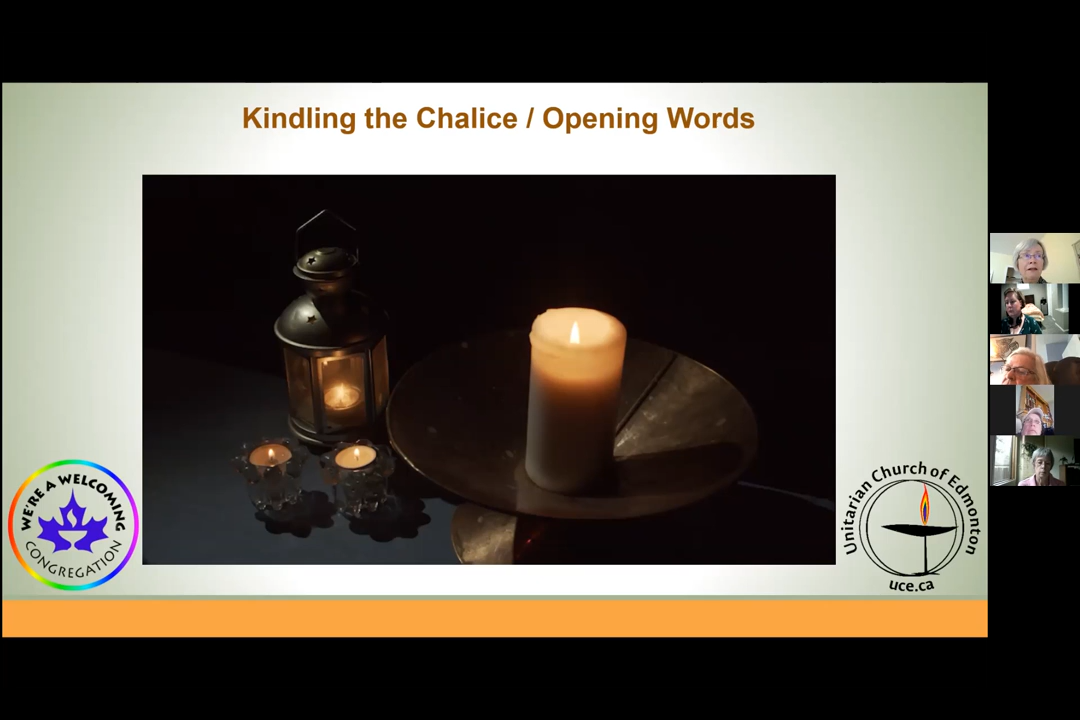 Kindling the Chalice / Opening Words
WE'RE A WELCOMING
CONGREGATION
Unitarian Church of Edmonton
uce.ca